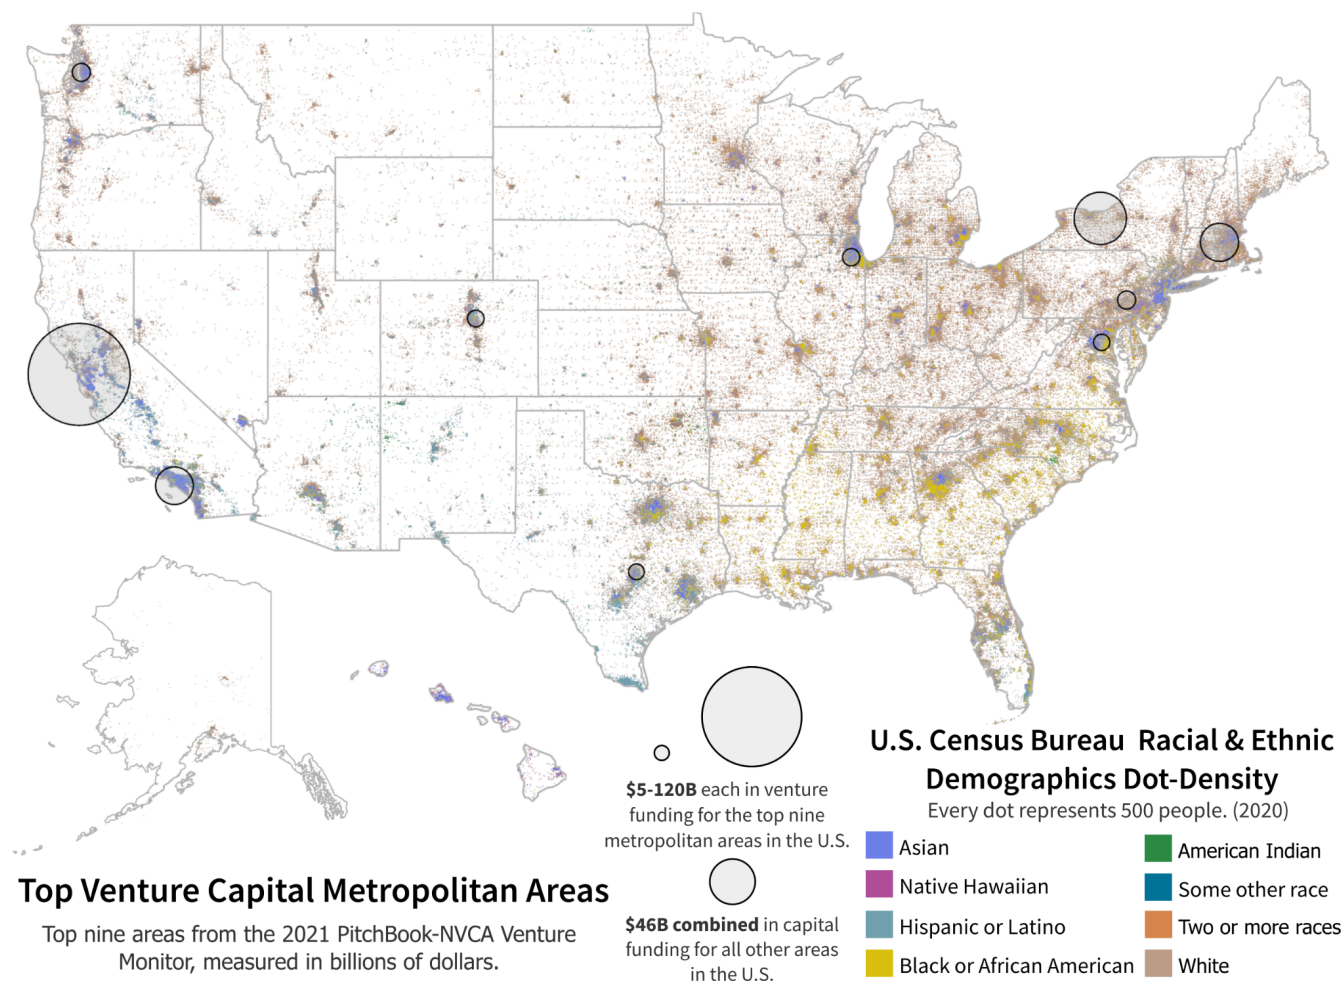 $5-120B each in venture
funding for the top nine
metropolitan areas in the U.S.
$46B combined in capital
funding for all other areas
in the U.S.
Top Venture Capital Metropolitan Areas
Top nine areas from the 2021 PitchBook-NVCA Venture
Monitor, measured in billions of dollars.
U.S. Census Bureau Racial & Ethnic
Demographics Dot-Density
Every dot represents 500 people. (2020)
Asian
Native Hawaiian
Hispanic or Latino
Black or African American
American Indian
Some other race
Two or more races
White